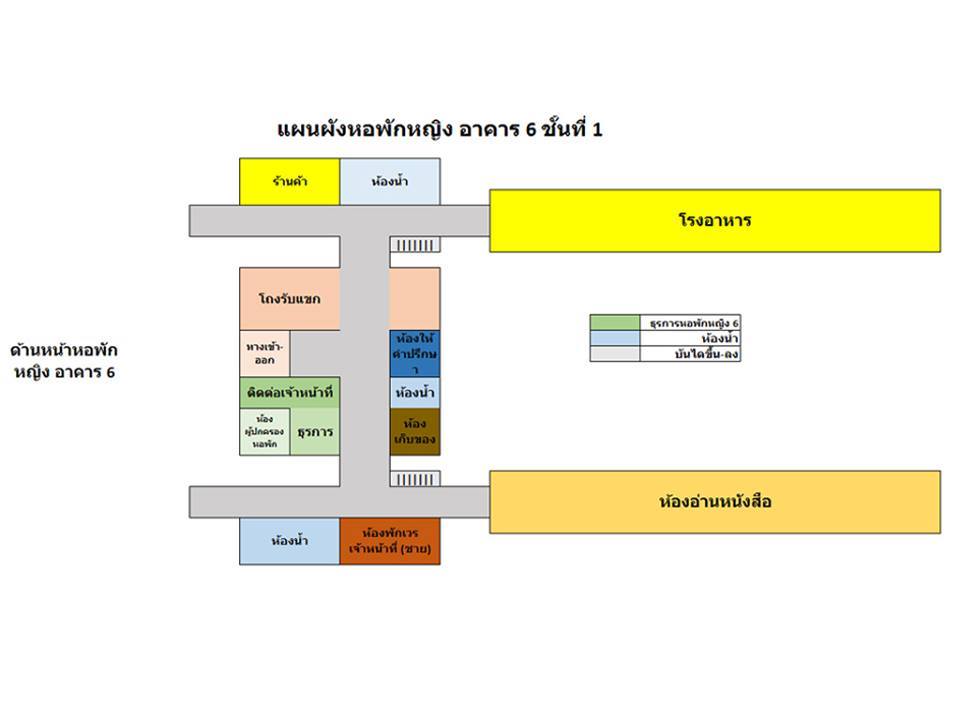 แผนผังหอพักหญิง อาคาร 6 ชั้นที่ 1
ร้านค้า
ห้องน้ำ
โรงอาหาร
โถงรับแขก
ธุรการหอพักหญิง 6
ห้องน้ำ
บันไดขึ้น-ลง
ด้านหน้าหอพัก
หญิง อาคาร 6
ทางเข้า-
ออก
ห้องให้
คำปรึกษ
า
ติดต่อเจ้าหน้าที่
ห้องน้ำ
ห้อง
ผู้ปกครอง
หอพัก
ธุรการ
ห้อง
เก็บของ
ห้องอ่านหนังสือ
ห้องน้ำ
ห้องพักเวร
เจ้าหน้าที่ (ชาย)